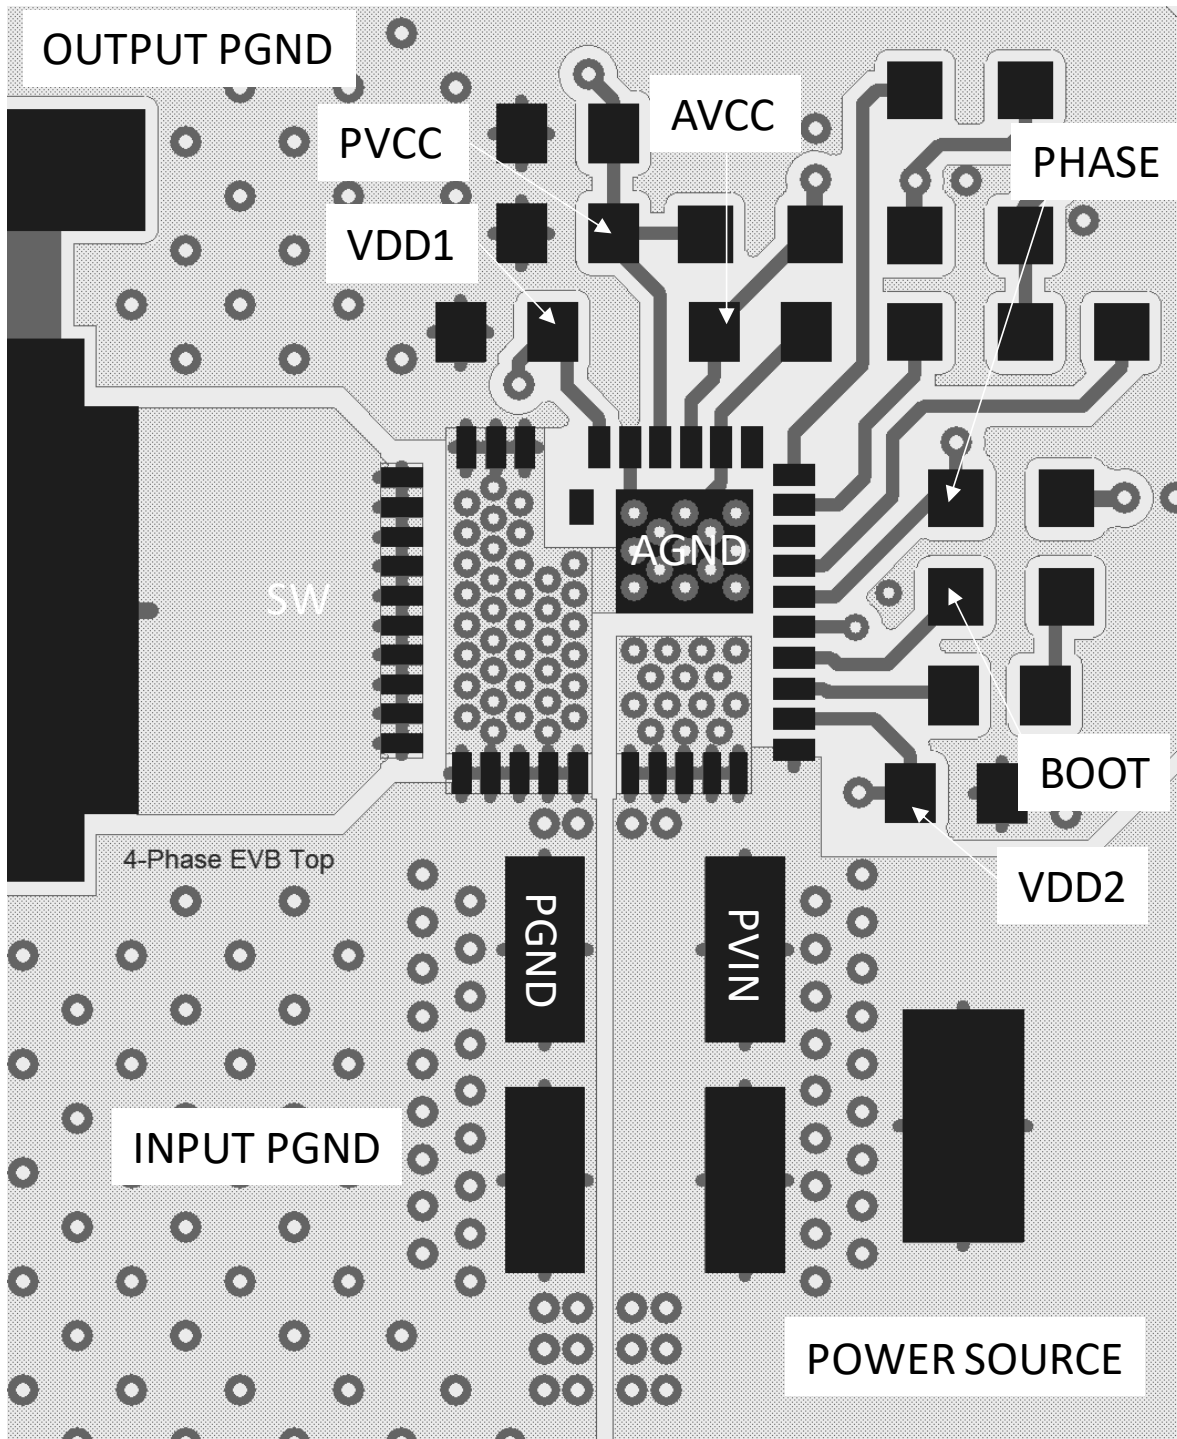 OUTPUT PGND
AVCC
PVCC
PHASE
VDD1
AGND
SW
BOOT
4-Phase EVB Top
VDD2
PGND
PVIN
INPUT PGND
POWER SOURCE